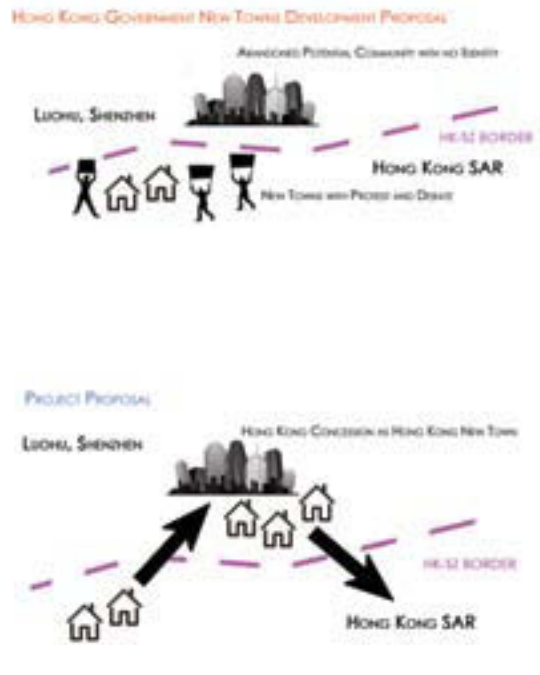 Hong Kong Government New Towns Development Proposal
Abandoned Potential Community with no Identity
Luohu, Shenzhen
HK-SZ BORDER
Hong Kong SAR
New Towns with Protest and Debate
Project Proposal
Luohu, Shenzhen
Hong Kong Concession as Hong Kong New Town
HK-SZ BORDER
Hong Kong SAR